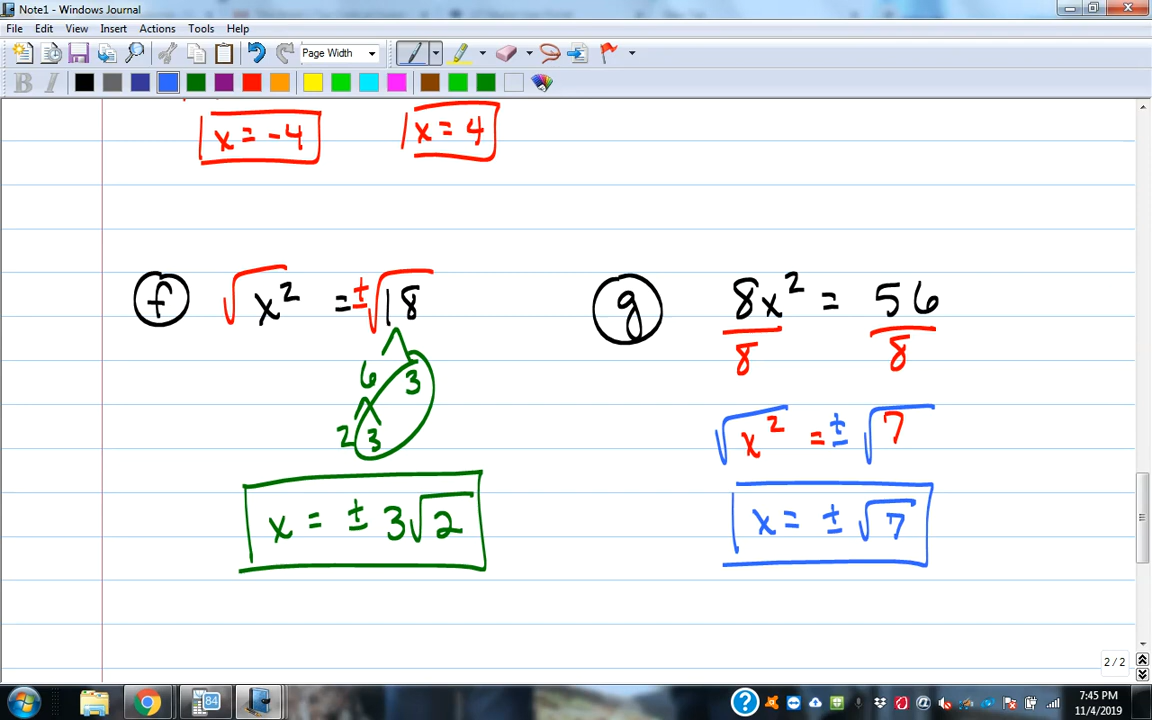 Note1 - Windows Journal
File Edit View Insert Actions Tools Help
Page Width
B I
x = -4 x = 4
f √x² = ±√18
6 3
2 3
x = ± 3√2
g 8x² = 56
8 8
√x² = ± √7
x = ± √7
2 / 2
84
7:45 PM
11/4/2019